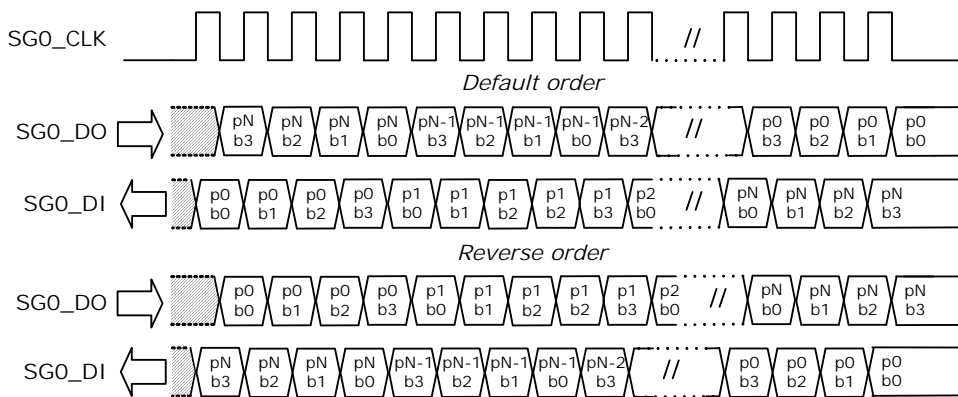 SG0_CLK //
Default order
SG0_DO
pN pN pN pN pN-1 pN-1 pN-1 pN-1 pN-2 // p0 p0 p0 p0
b3 b2 b1 b0 b3 b2 b1 b0 b3 b3 b2 b1 b0
SG0_DI
p0 p0 p0 p0 p1 p1 p1 p1 p1 p2 // pN pN pN pN
b0 b1 b2 b3 b0 b1 b2 b2 b3 b0 b0 b1 b2 b3
Reverse order
SG0_DO
p0 p0 p0 p0 p1 p1 p1 p1 p1 p2 // pN pN pN pN
b0 b1 b2 b3 b0 b1 b2 b2 b3 b0 b0 b1 b2 b3
SG0_DI
pN pN pN pN pN-1 pN-1 pN-1 pN-1 pN-2 // p0 p0 p0 p0
b3 b2 b1 b0 b3 b2 b1 b0 b3 b3 b2 b1 b0